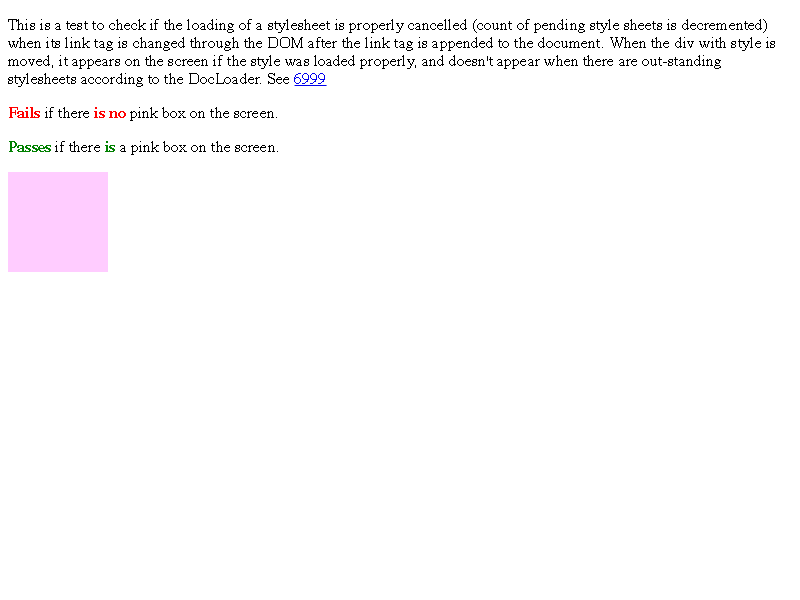 This is a test to check if the loading of a stylesheet is properly cancelled (count of pending style sheets is decremented)
when its link tag is changed through the DOM after the link tag is appended to the document. When the div with style is
moved, it appears on the screen if the style was loaded properly, and doesn't appear when there are out-standing
stylesheets according to the DocLoader. See 6999
Fails if there is no pink box on the screen.
Passes if there is a pink box on the screen.